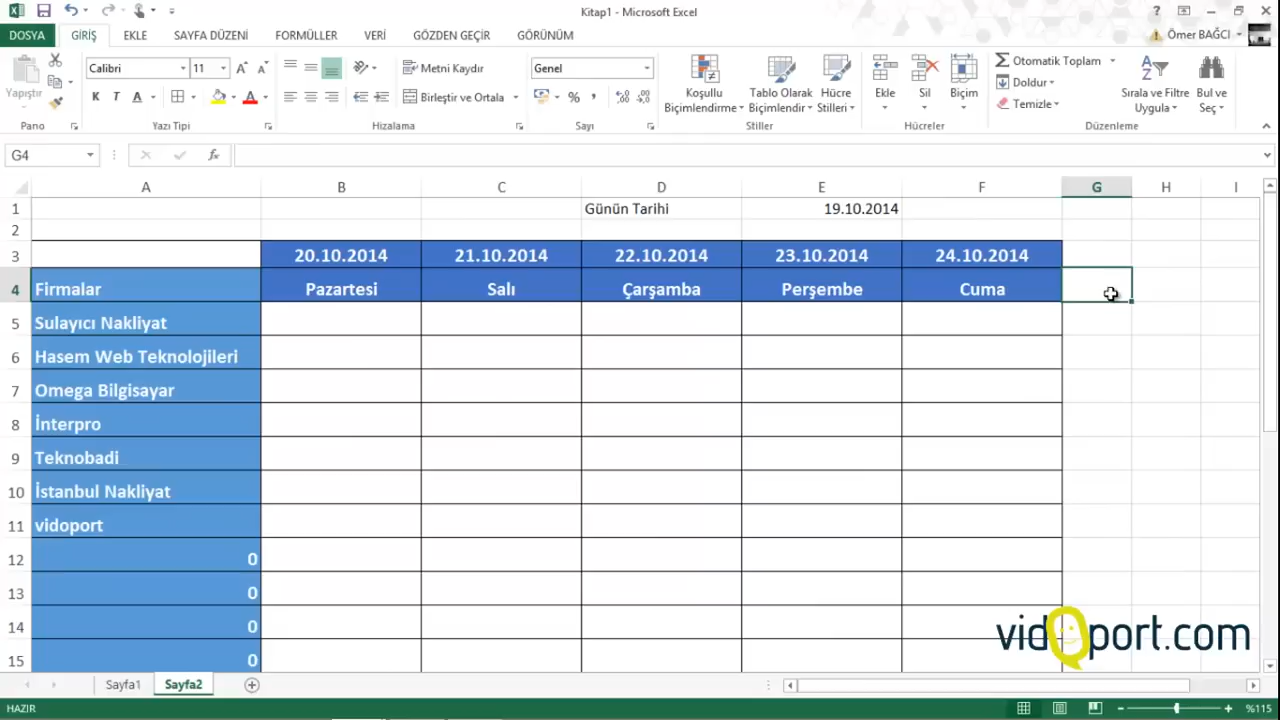 Kitap1 - Microsoft Excel
DOSYA GİRİŞ EKLE SAYFA DÜZENİ FORMÜLLER VERİ GÖZDEN GEÇİR GÖRÜNÜM Ömer BAĞCI
Yapıştır
Pano
Calibri 11
K T A
Yazı Tipi
Metni Kaydır
Birleştir ve Ortala
Hizalama
Genel
%
Sayı
Koşullu Biçimlendirme
Tablo Olarak Biçimlendir
Hücre Stilleri
Stiller
Ekle Sil Biçim
Hücreler
Otomatik Toplam
Doldur
Temizle
Sırala ve Filtre Uygula
Bul ve Seç
Düzenleme
G4 fx
A B C D E F G H I
1 Günün Tarihi 19.10.2014
2
3 20.10.2014 21.10.2014 22.10.2014 23.10.2014 24.10.2014
4 Firmalar Pazartesi Salı Çarşamba Perşembe Cuma
5 Sulayıcı Nakliyat
6 Hasem Web Teknolojileri
7 Omega Bilgisayar
8 İnterpro
9 Teknobadi
10 İstanbul Nakliyat
11 vidoport
12 0
13 0
14 0
15 0
vidoport.com
Sayfa1 Sayfa2
HAZIR %115